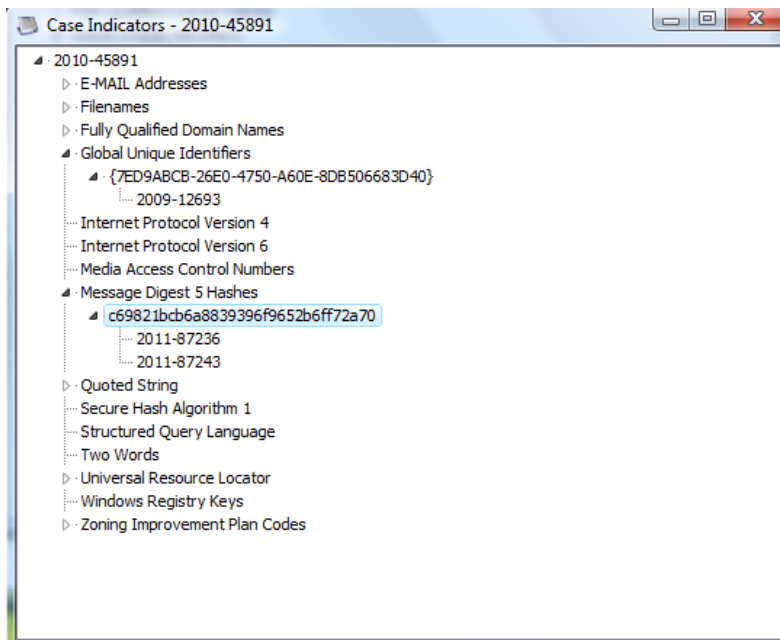 Case Indicators - 2010-45891
2010-45891
E-MAIL Addresses
Filenames
Fully Qualified Domain Names
Global Unique Identifiers
{7ED9ABCB-26E0-4750-A60E-8DB506683D40}
2009-12693
Internet Protocol Version 4
Internet Protocol Version 6
Media Access Control Numbers
Message Digest 5 Hashes
c69821bcb6a8839396f9652b6ff72a70
2011-87236
2011-87243
Quoted String
Secure Hash Algorithm 1
Structured Query Language
Two Words
Universal Resource Locator
Windows Registry Keys
Zoning Improvement Plan Codes